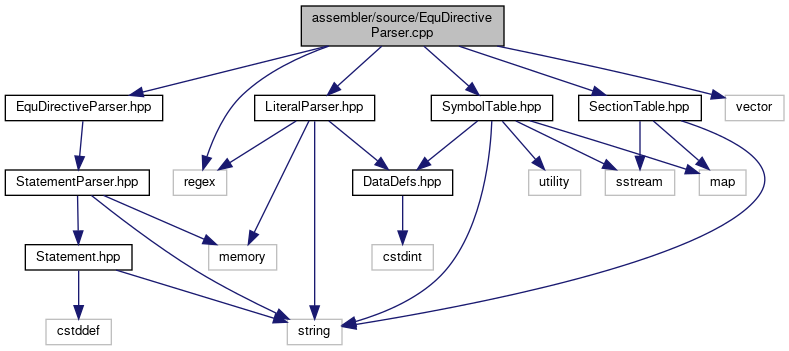 assembler/source/EquDirective
Parser.cpp
EquDirectiveParser.hpp
LiteralParser.hpp
SymbolTable.hpp
SectionTable.hpp
vector
StatementParser.hpp
regex
DataDefs.hpp
utility
sstream
map
Statement.hpp
memory
cstdint
cstddef
string